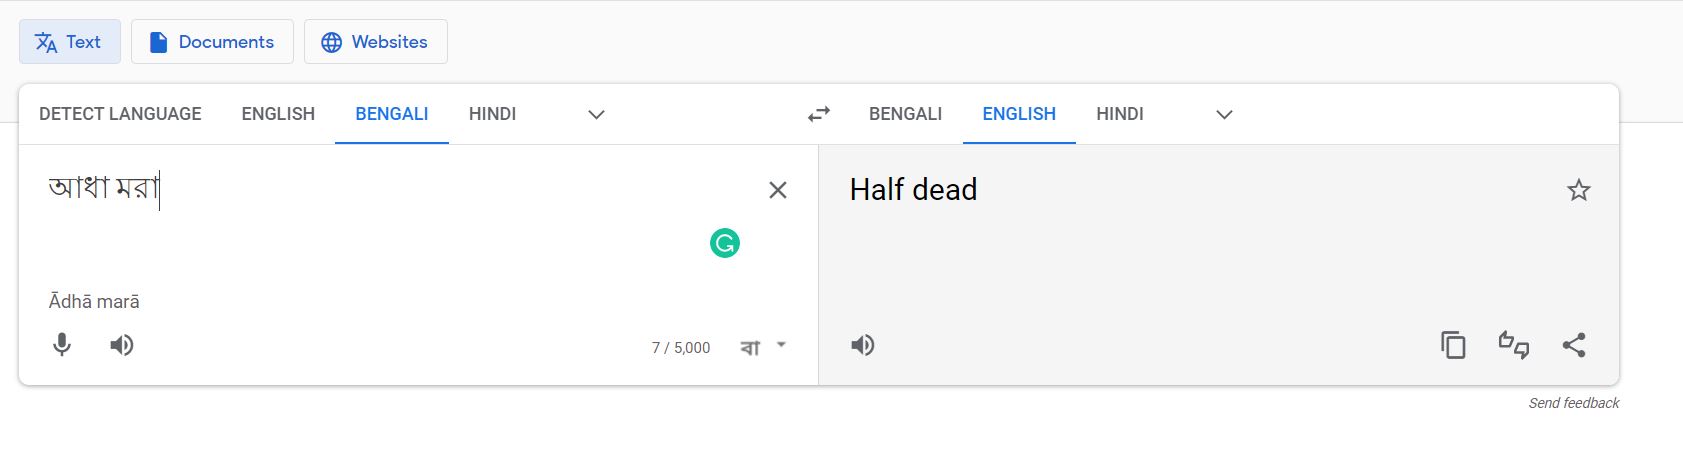 Text Documents Websites
DETECT LANGUAGE ENGLISH BENGALI HINDI BENGALI ENGLISH HINDI
আধা মরা
Half dead
Ādhā marā
7 / 5,000 বা
Send feedback